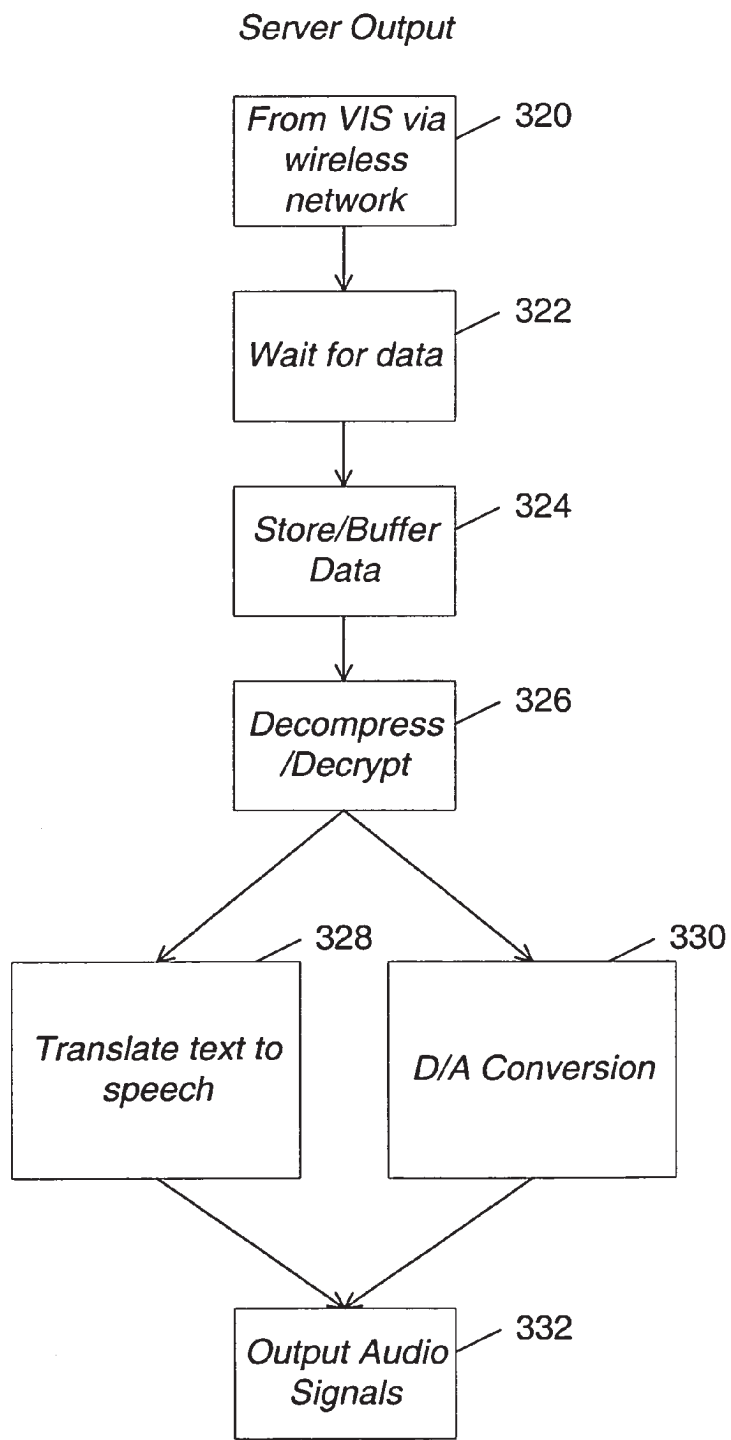 Server Output
From VIS via
wireless
network
320
Wait for data
322
Store/Buffer
Data
324
Decompress
/Decrypt
326
Translate text to
speech
328
D/A Conversion
330
Output Audio
Signals
332